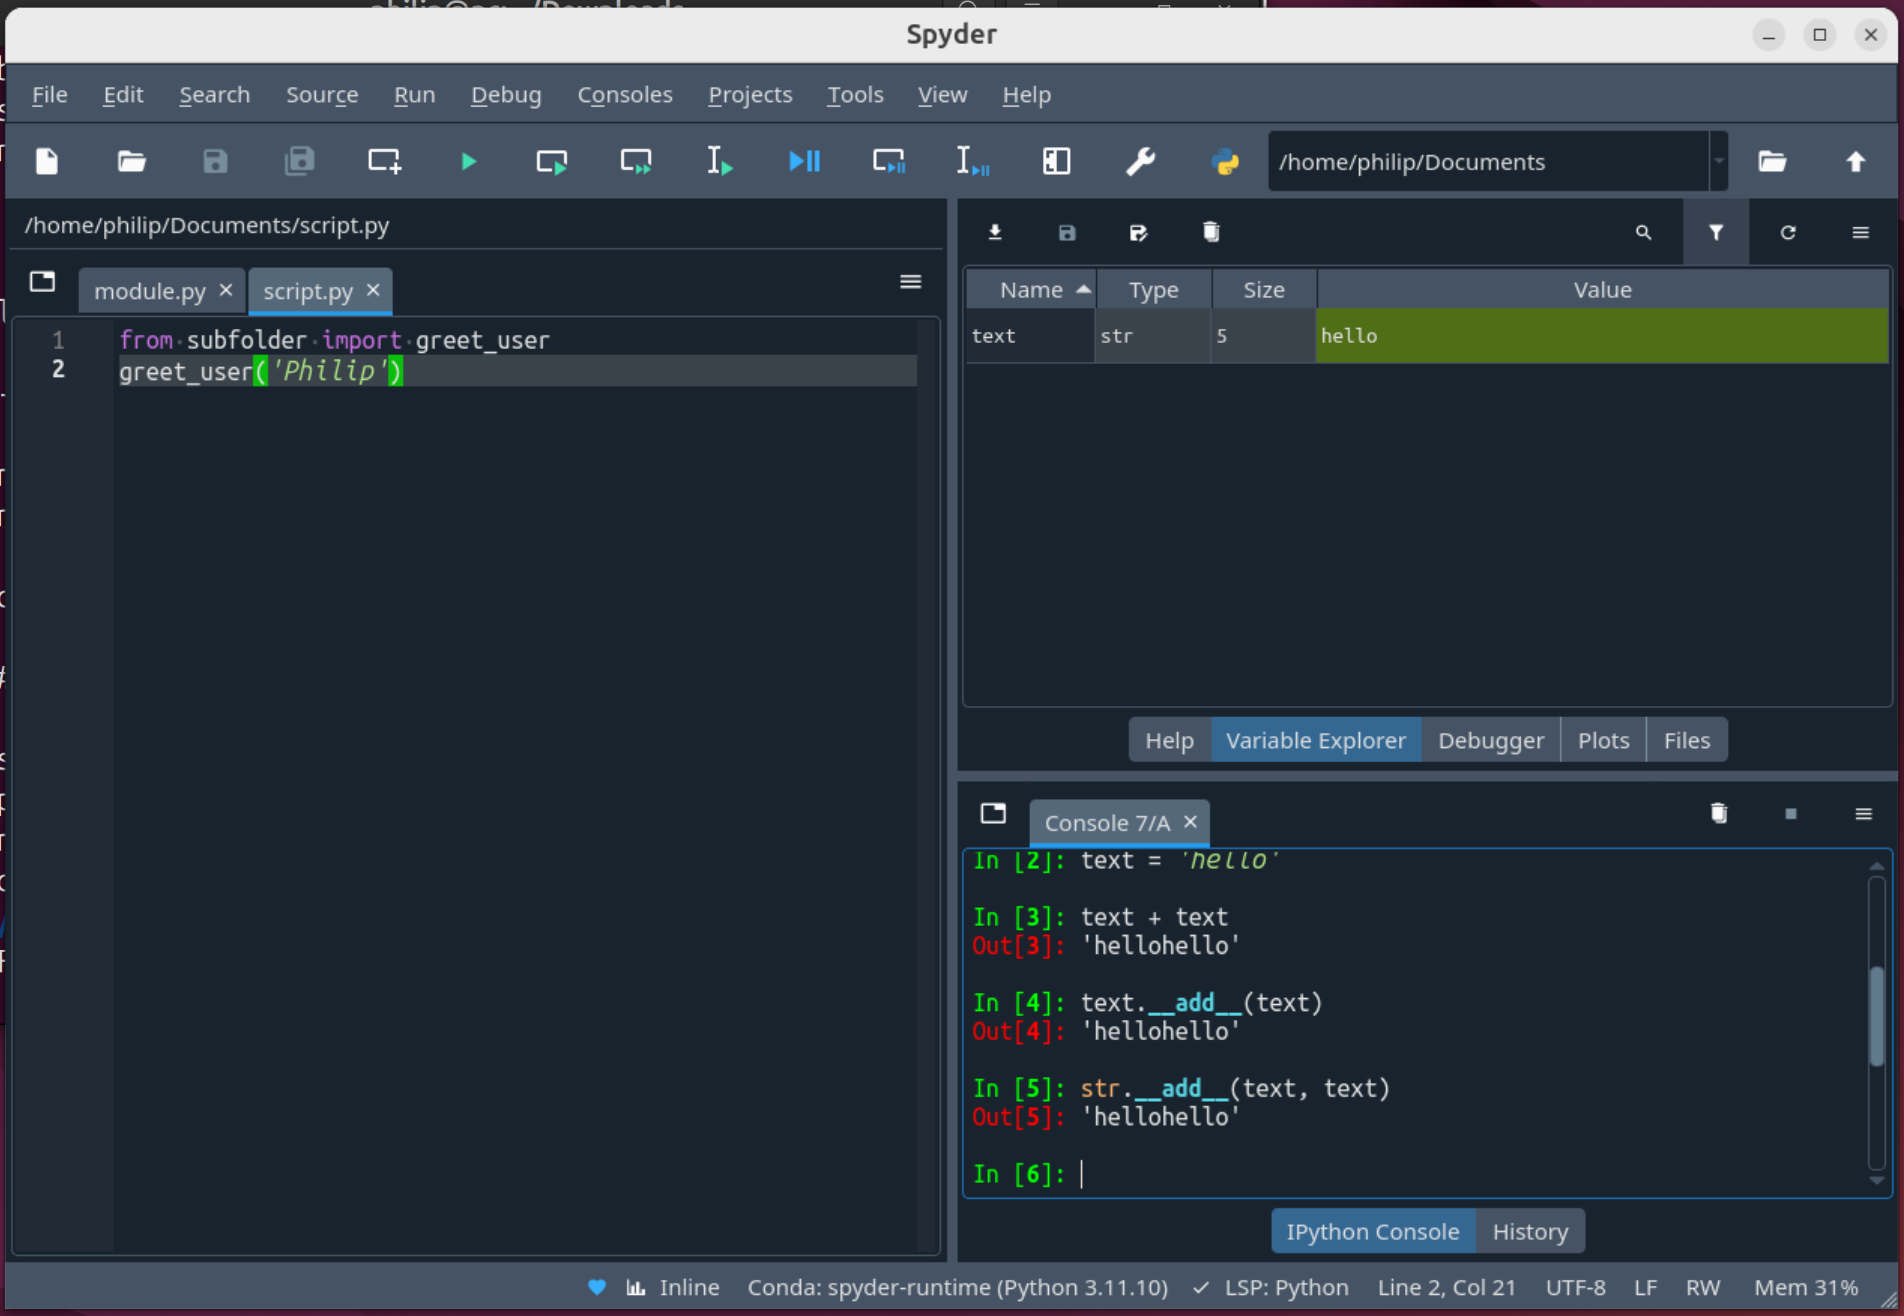 Spyder
File Edit Search Source Run Debug Consoles Projects Tools View Help
/home/philip/Documents
/home/philip/Documents/script.py
module.py script.py
1 from subfolder import greet_user
2 greet_user('Philip')
Name Type Size Value
text str 5 hello
Help Variable Explorer Debugger Plots Files
Console 7/A
In [2]: text = 'hello'
In [3]: text + text
Out[3]: 'hellohello'
In [4]: text.__add__(text)
Out[4]: 'hellohello'
In [5]: str.__add__(text, text)
Out[5]: 'hellohello'
In [6]:
IPython Console History
Inline Conda: spyder-runtime (Python 3.11.10) LSP: Python Line 2, Col 21 UTF-8 LF RW Mem 31%